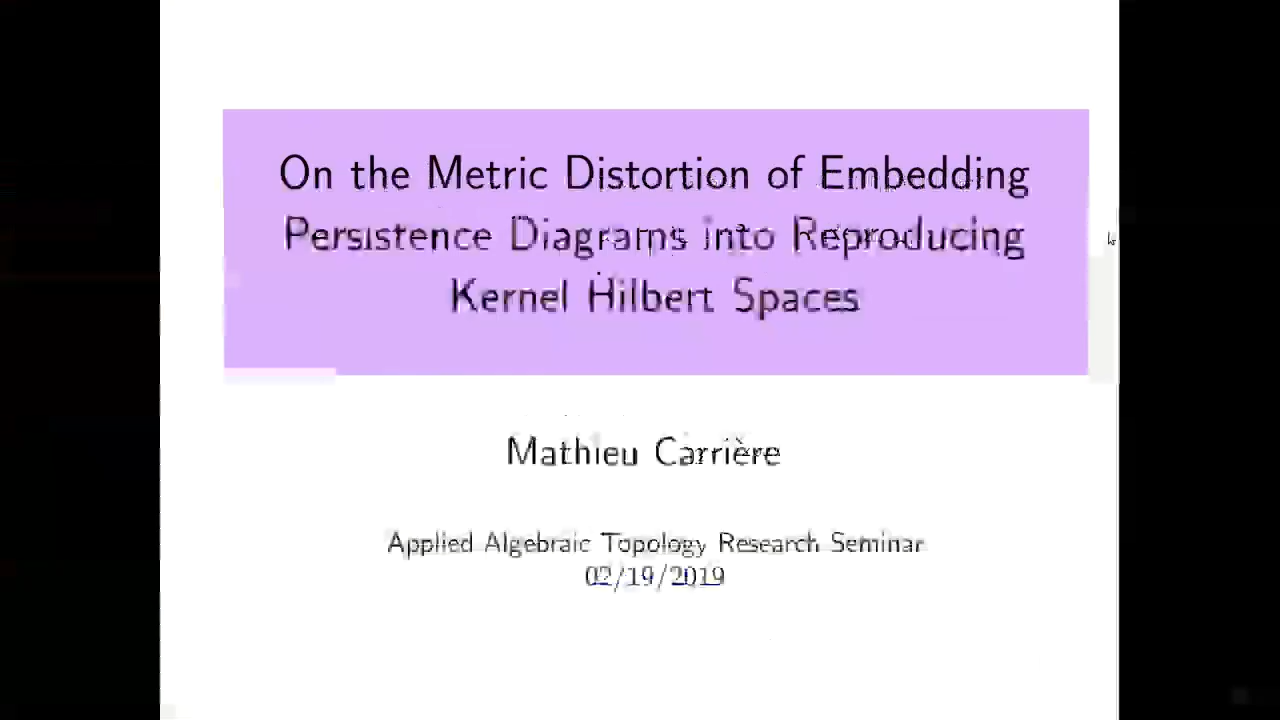 On the Metric Distortion of Embedding
Persistence Diagrams into Reproducing
Kernel Hilbert Spaces
Mathieu Carrière
Applied Algebraic Topology Research Seminar
02/19/2019